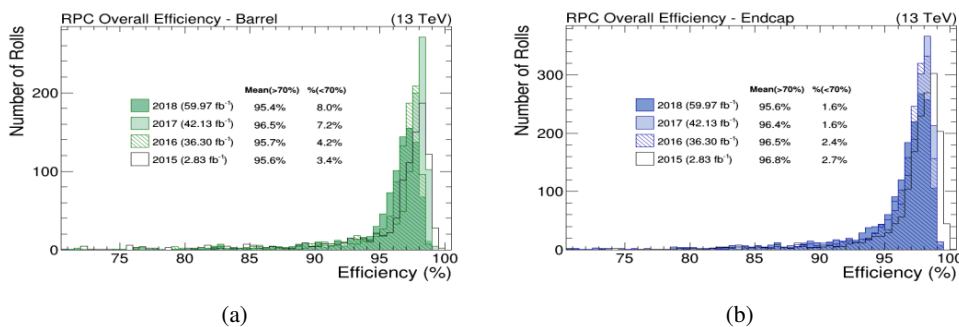 RPC Overall Efficiency - Barrel (13 TeV)
Number of Rolls
200
100
0
Mean(>70%) %(<70%)
2018 (59.97 fb⁻¹) 95.4% 8.0%
2017 (42.13 fb⁻¹) 96.5% 7.2%
2016 (36.30 fb⁻¹) 95.7% 4.2%
2015 (2.83 fb⁻¹) 95.6% 3.4%
75 80 85 90 95 100
Efficiency (%)
(a)
RPC Overall Efficiency - Endcap (13 TeV)
Number of Rolls
300
200
100
0
Mean(>70%) %(<70%)
2018 (59.97 fb⁻¹) 95.6% 1.6%
2017 (42.13 fb⁻¹) 96.4% 1.6%
2016 (36.30 fb⁻¹) 96.5% 2.4%
2015 (2.83 fb⁻¹) 96.8% 2.7%
75 80 85 90 95 100
Efficiency (%)
(b)